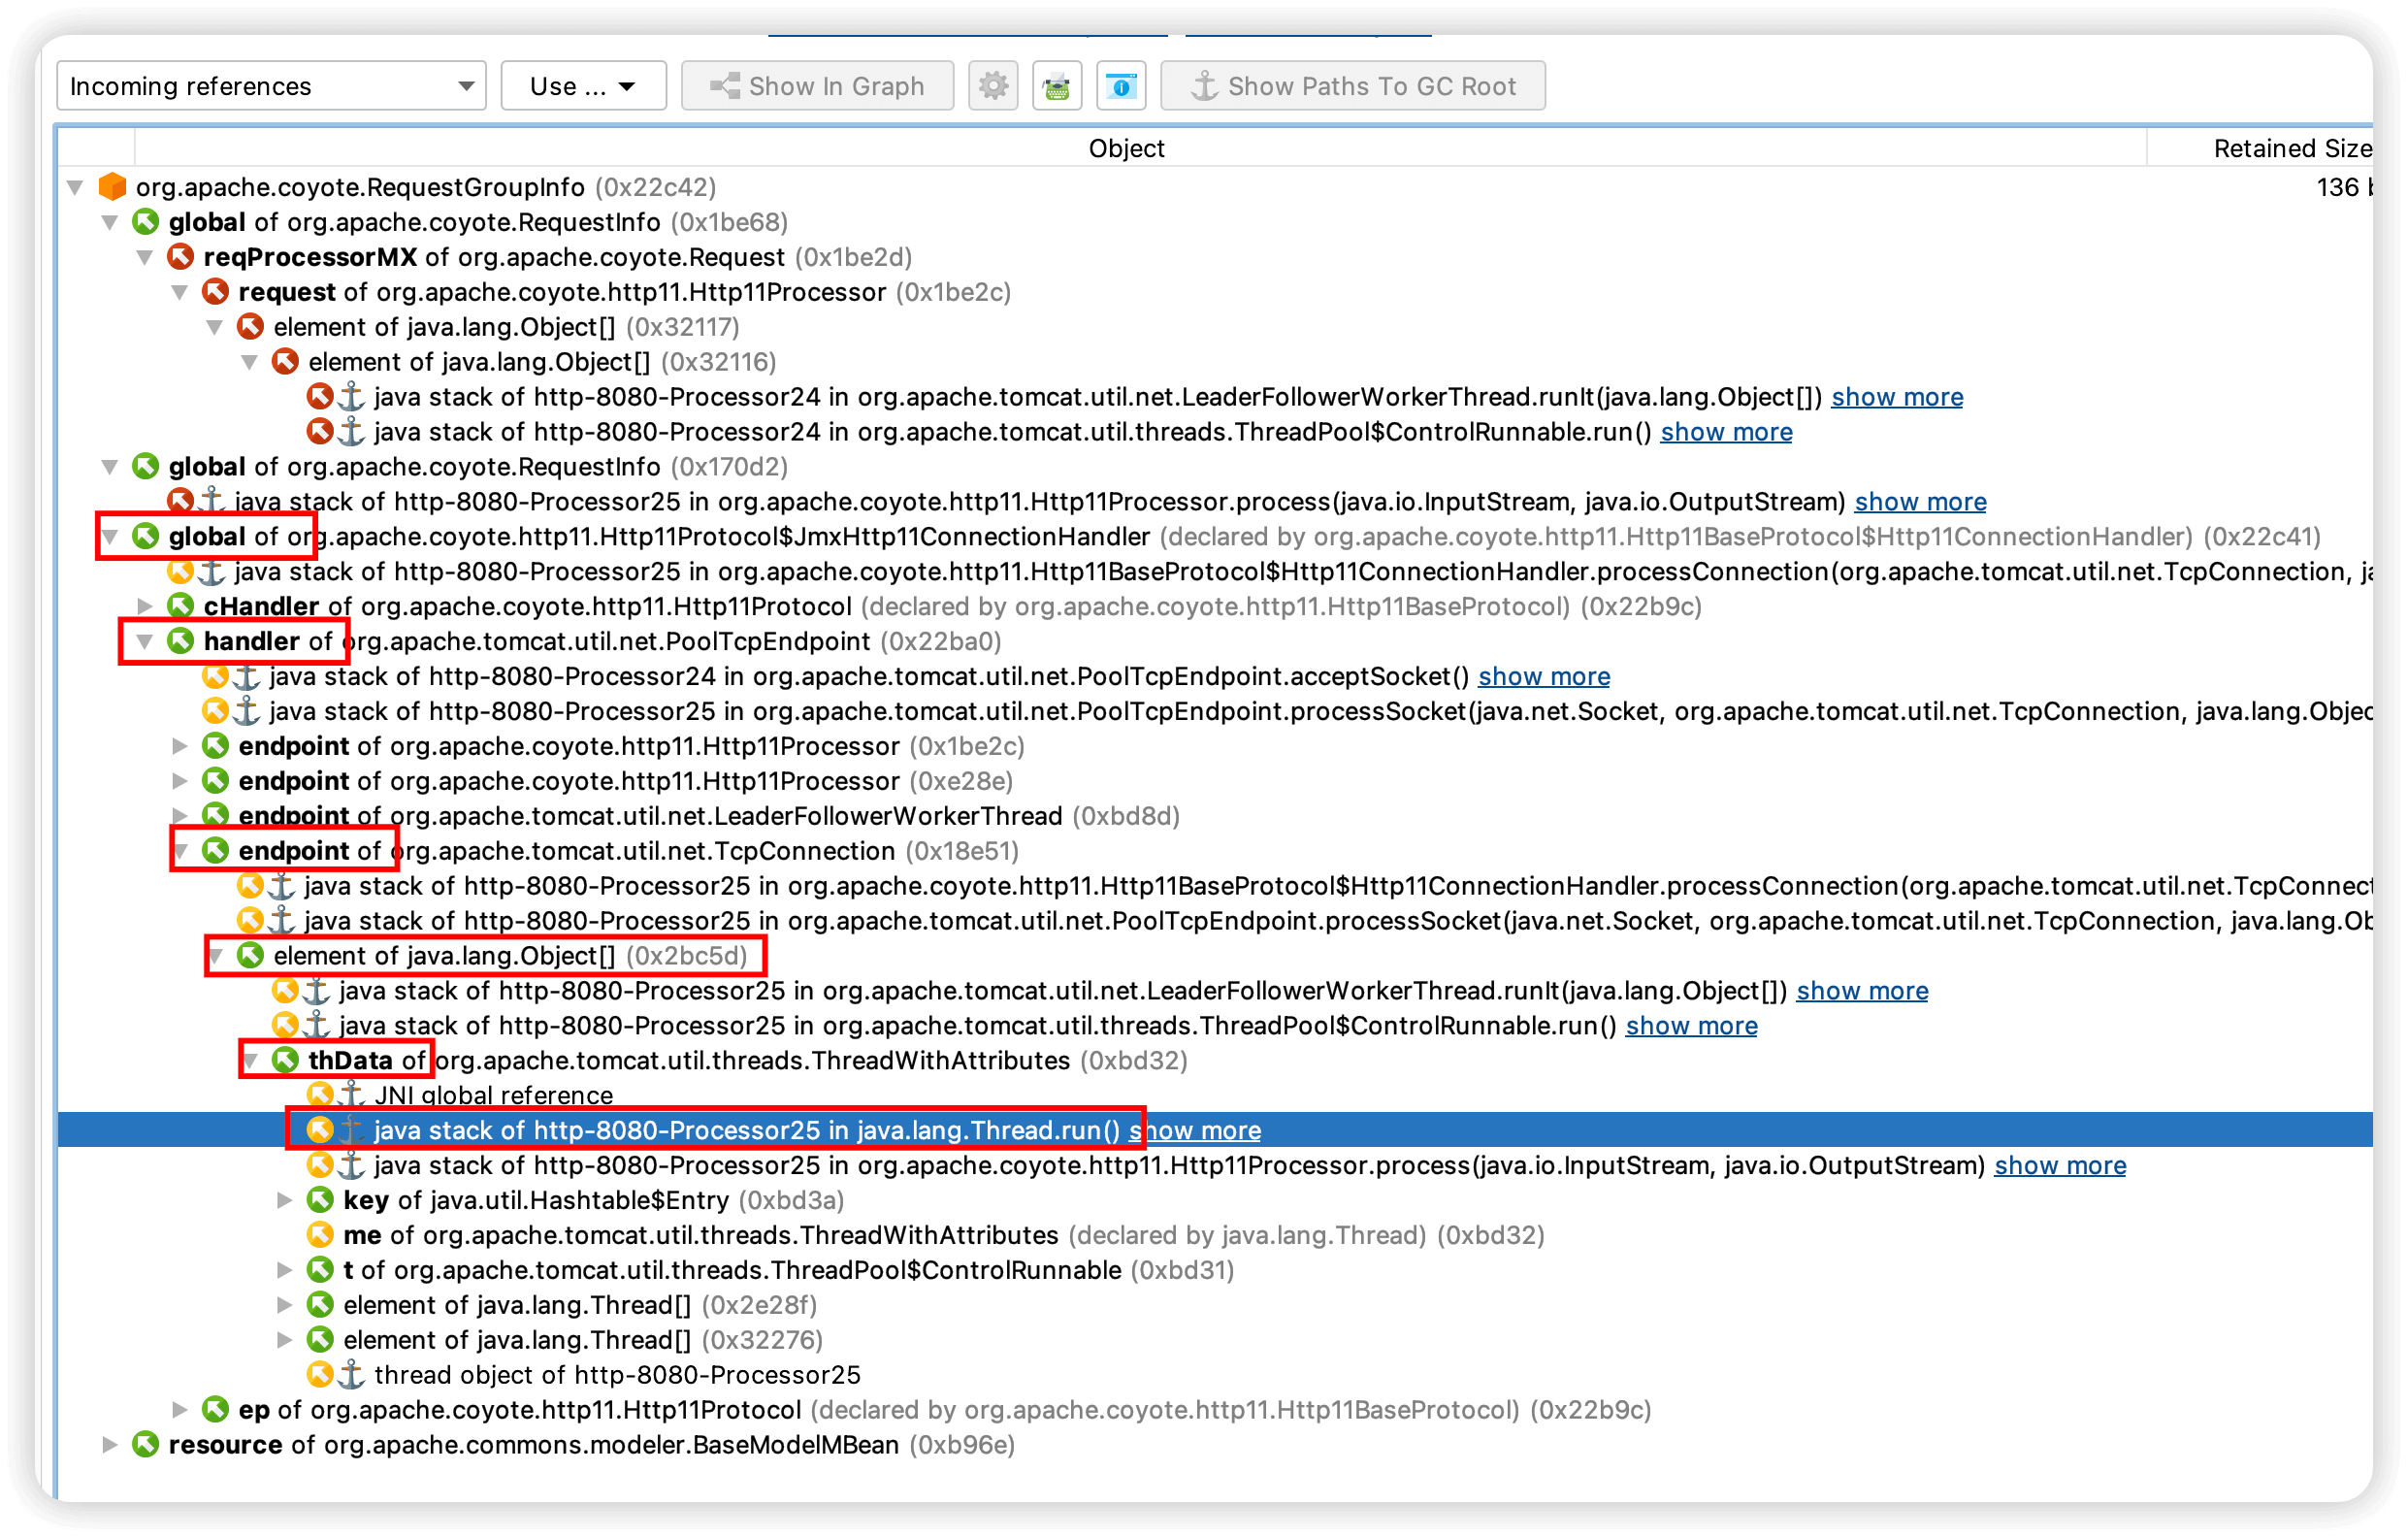 Incoming references Use ... Show In Graph Show Paths To GC Root
Object Retained Size
org.apache.coyote.RequestGroupInfo (0x22c42) 136
global of org.apache.coyote.RequestInfo (0x1be68)
reqProcessorMX of org.apache.coyote.Request (0x1be2d)
request of org.apache.coyote.http11.Http11Processor (0x1be2c)
element of java.lang.Object[] (0x32117)
element of java.lang.Object[] (0x32116)
java stack of http-8080-Processor24 in org.apache.tomcat.util.net.LeaderFollowerWorkerThread.runIt(java.lang.Object[]) show more
java stack of http-8080-Processor24 in org.apache.tomcat.util.threads.ThreadPool$ControlRunnable.run() show more
global of org.apache.coyote.RequestInfo (0x170d2)
java stack of http-8080-Processor25 in org.apache.coyote.http11.Http11Processor.process(java.io.InputStream, java.io.OutputStream) show more
global of org.apache.coyote.http11.Http11Protocol$JmxHttp11ConnectionHandler (declared by org.apache.coyote.http11.Http11BaseProtocol$Http11ConnectionHandler) (0x22c41)
java stack of http-8080-Processor25 in org.apache.coyote.http11.Http11BaseProtocol$Http11ConnectionHandler.processConnection(org.apache.tomcat.util.net.TcpConnection,
cHandler of org.apache.coyote.http11.Http11Protocol (declared by org.apache.coyote.http11.Http11BaseProtocol) (0x22b9c)
handler of org.apache.tomcat.util.net.PoolTcpEndpoint (0x22ba0)
java stack of http-8080-Processor24 in org.apache.tomcat.util.net.PoolTcpEndpoint.acceptSocket() show more
java stack of http-8080-Processor25 in org.apache.tomcat.util.net.PoolTcpEndpoint.processSocket(java.net.Socket, org.apache.tomcat.util.net.TcpConnection, java.lang.Objec
endpoint of org.apache.coyote.http11.Http11Processor (0x1be2c)
endpoint of org.apache.coyote.http11.Http11Processor (0xe28e)
endpoint of org.apache.tomcat.util.net.LeaderFollowerWorkerThread (0xbd8d)
endpoint of org.apache.tomcat.util.net.TcpConnection (0x18e51)
java stack of http-8080-Processor25 in org.apache.coyote.http11.Http11BaseProtocol$Http11ConnectionHandler.processConnection(org.apache.tomcat.util.net.TcpConnect
java stack of http-8080-Processor25 in org.apache.tomcat.util.net.PoolTcpEndpoint.processSocket(java.net.Socket, org.apache.tomcat.util.net.TcpConnection, java.lang.Ob
element of java.lang.Object[] (0x2bc5d)
java stack of http-8080-Processor25 in org.apache.tomcat.util.net.LeaderFollowerWorkerThread.runIt(java.lang.Object[]) show more
java stack of http-8080-Processor25 in org.apache.tomcat.util.threads.ThreadPool$ControlRunnable.run() show more
thData of org.apache.tomcat.util.threads.ThreadWithAttributes (0xbd32)
JNI global reference
java stack of http-8080-Processor25 in java.lang.Thread.run() show more
java stack of http-8080-Processor25 in org.apache.coyote.http11.Http11Processor.process(java.io.InputStream, java.io.OutputStream) show more
key of java.util.Hashtable$Entry (0xbd3a)
me of org.apache.tomcat.util.threads.ThreadWithAttributes (declared by java.lang.Thread) (0xbd32)
t of org.apache.tomcat.util.threads.ThreadPool$ControlRunnable (0xbd31)
element of java.lang.Thread[] (0x2e28f)
element of java.lang.Thread[] (0x32276)
thread object of http-8080-Processor25
ep of org.apache.coyote.http11.Http11Protocol (declared by org.apache.coyote.http11.Http11BaseProtocol) (0x22b9c)
resource of org.apache.commons.modeler.BaseModelMBean (0xb96e)